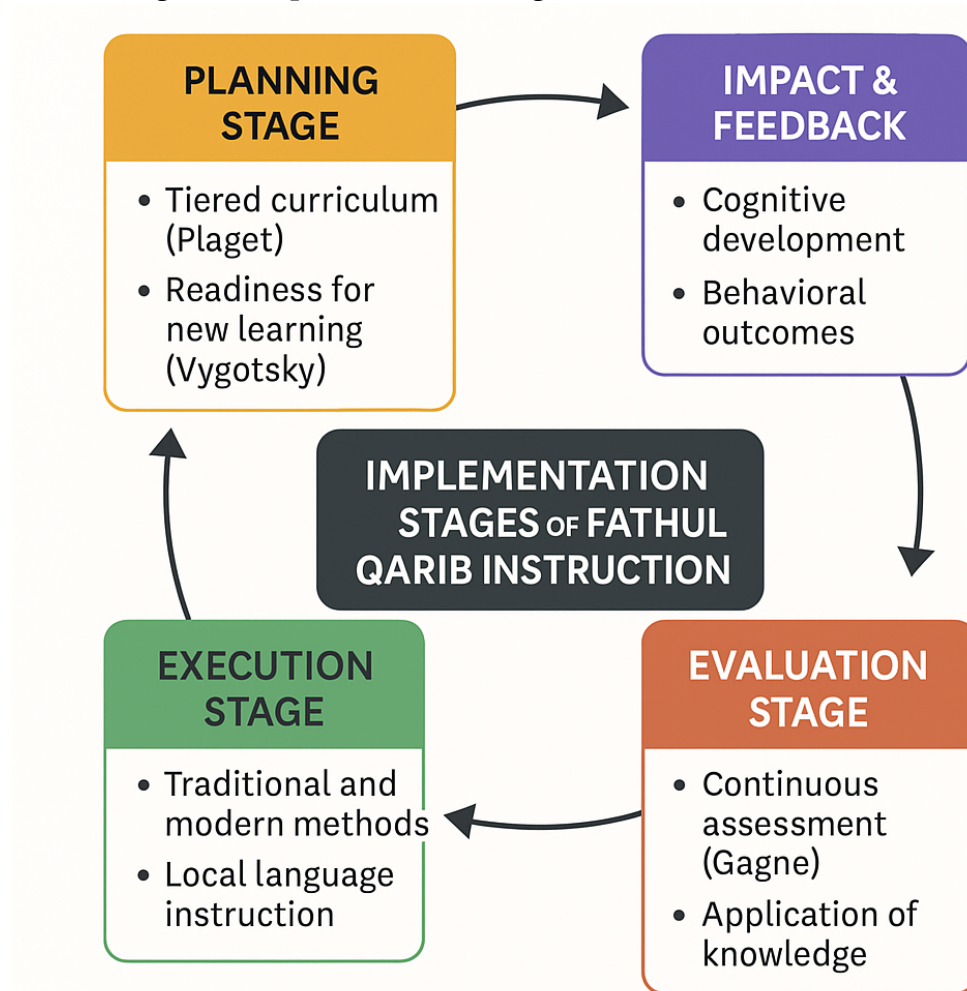 PLANNING
STAGE
• Tiered curriculum
(Plaget)
• Readiness for
new learning
(Vygotsky)
IMPACT &
FEEDBACK
• Cognitive
development
• Behavioral
outcomes
IMPLEMENTATION
STAGES OF FATHUL
QARIB INSTRUCTION
EXECUTION
STAGE
• Traditional and
modern methods
• Local language
instruction
EVALUATION
STAGE
• Continuous
assessment
(Gagne)
• Application of
knowledge